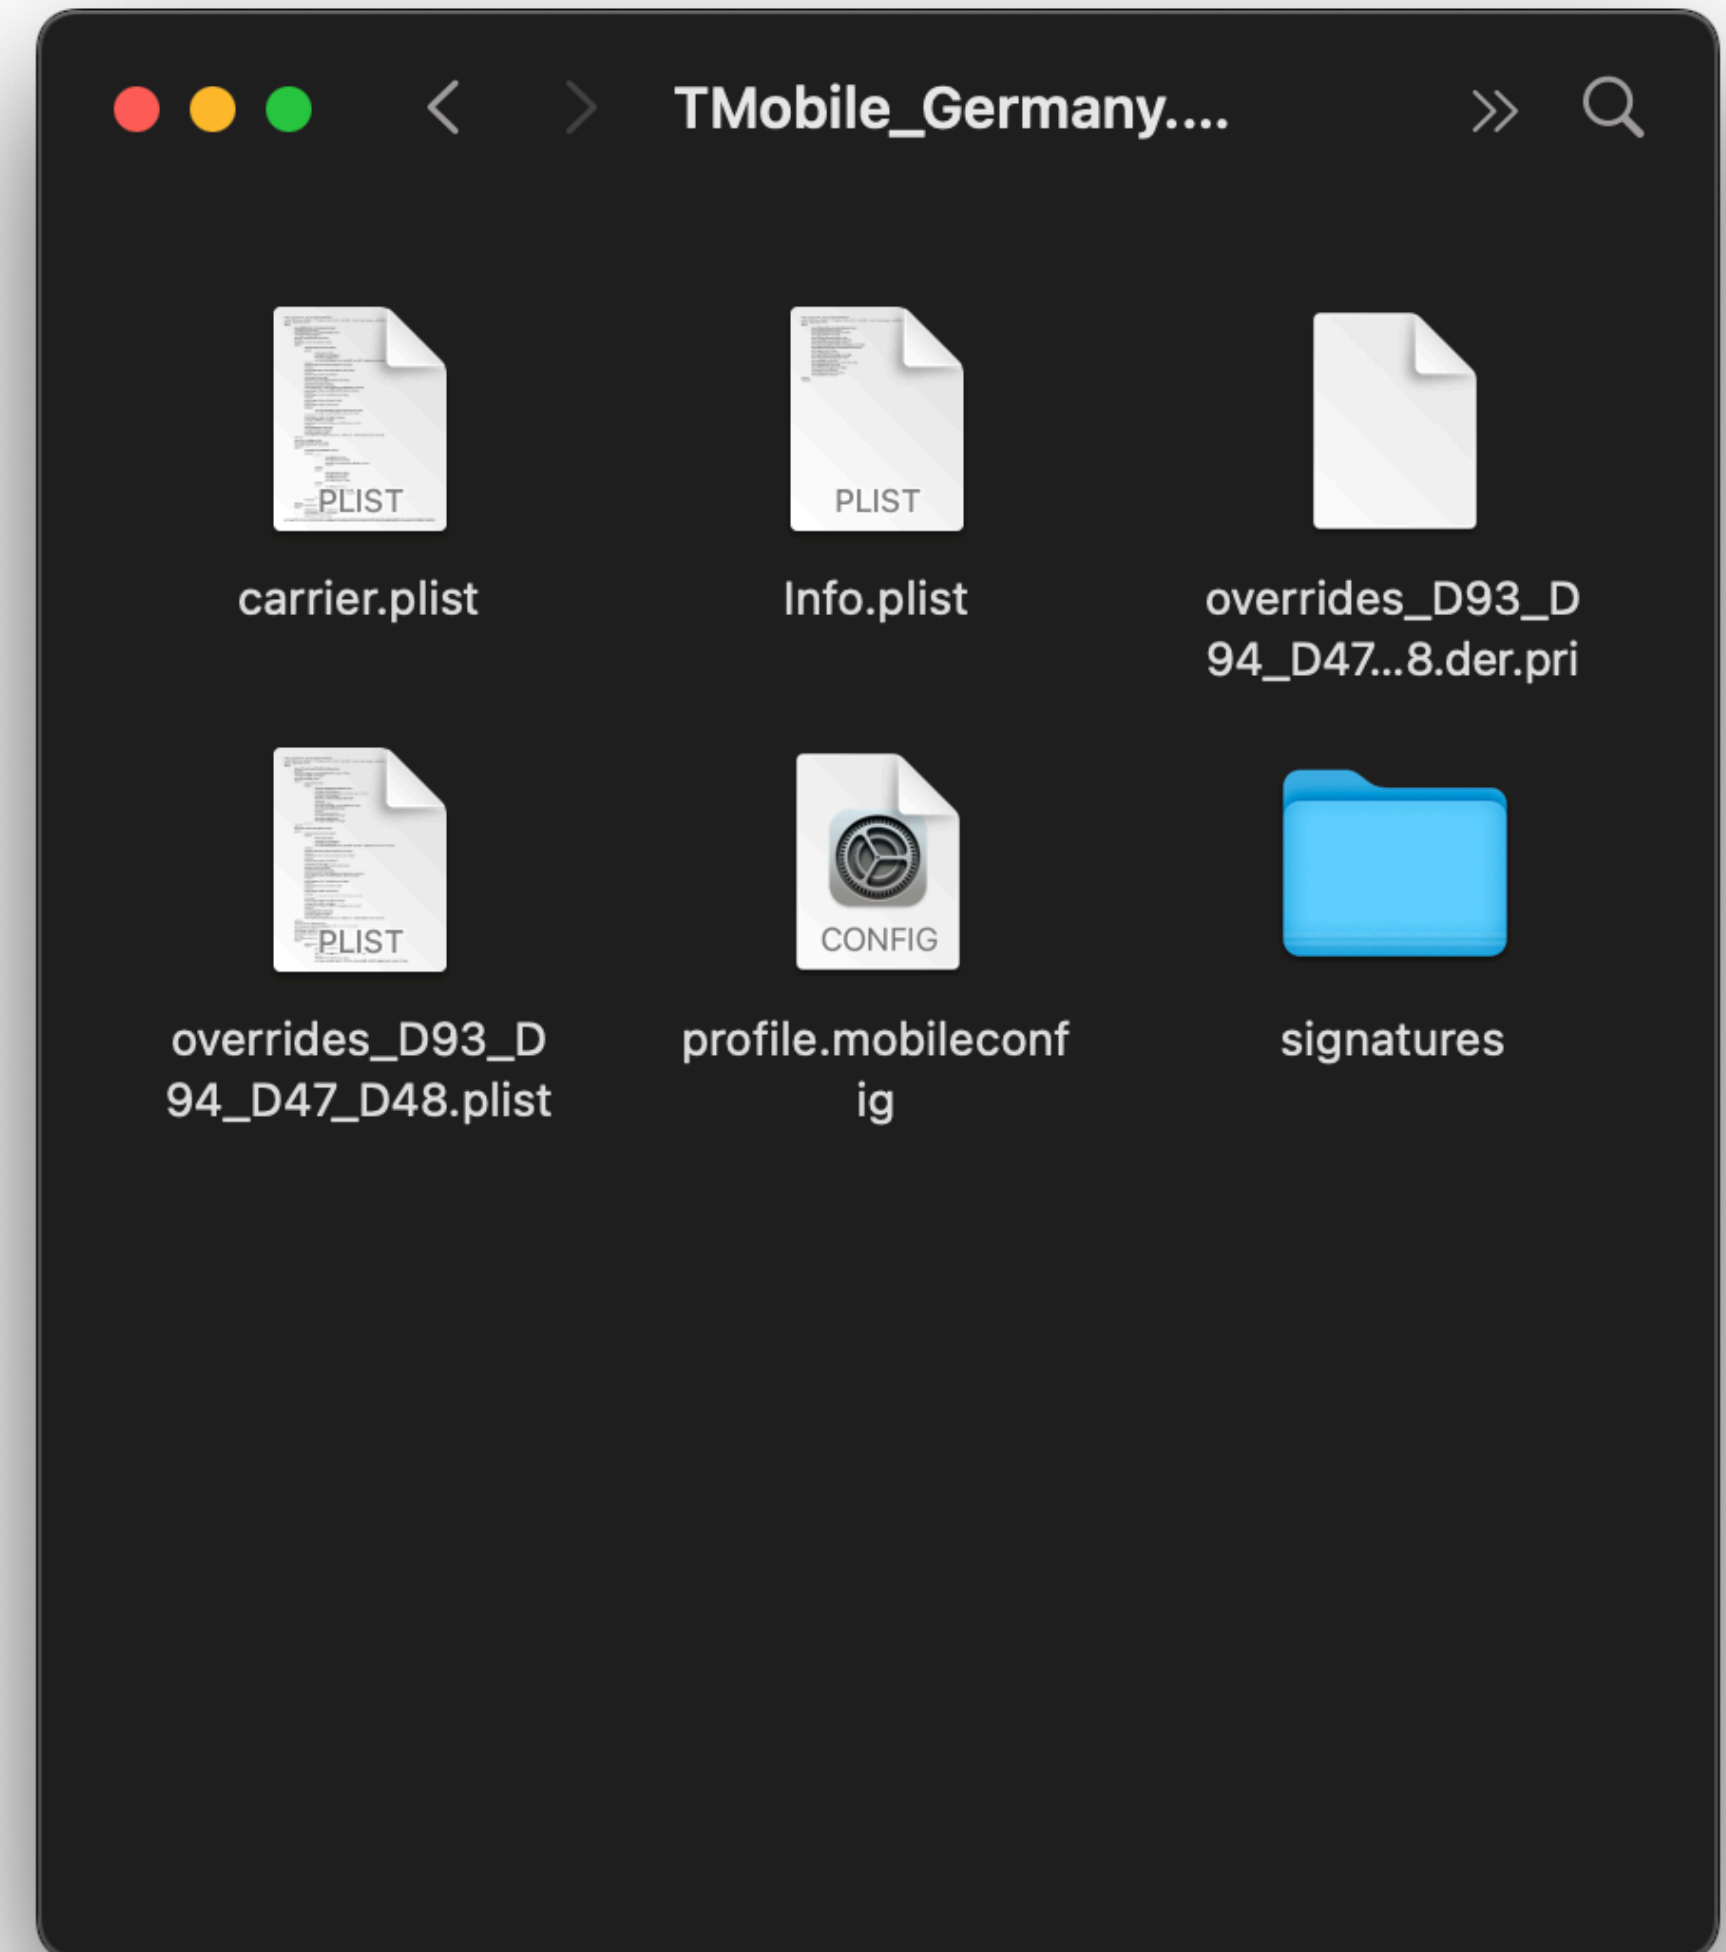 TMobile_Germany....
PLIST
PLIST
carrier.plist
Info.plist
overrides_D93_D
94_D47...8.der.pri
PLIST
CONFIG
overrides_D93_D
94_D47_D48.plist
profile.mobileconf
ig
signatures